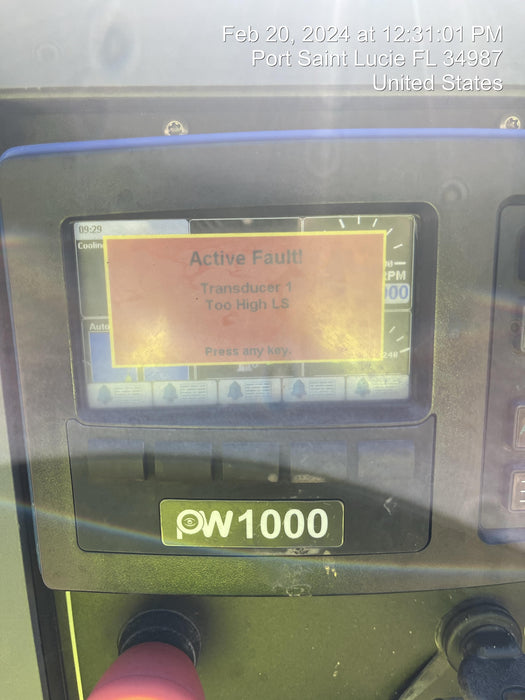 Feb 20, 2024 at 12:31:01 PM
Port Saint Lucie FL 34987
United States
09:29
Active Fault!
Transducer 1
Too High LS
Press any key.
Auto
PW1000